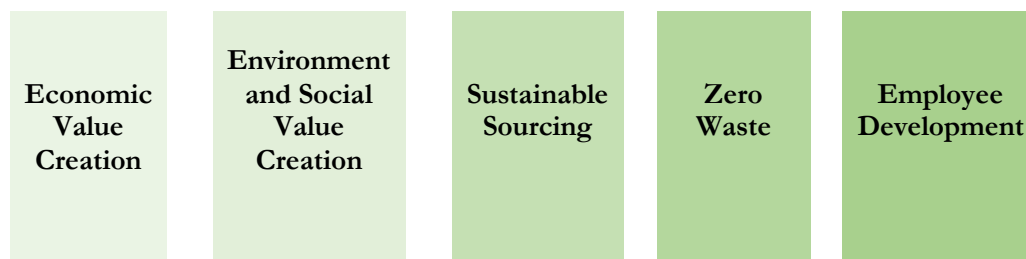 Economic
Value
Creation
Environment
and Social
Value
Creation
Sustainable
Sourcing
Zero
Waste
Employee
Development